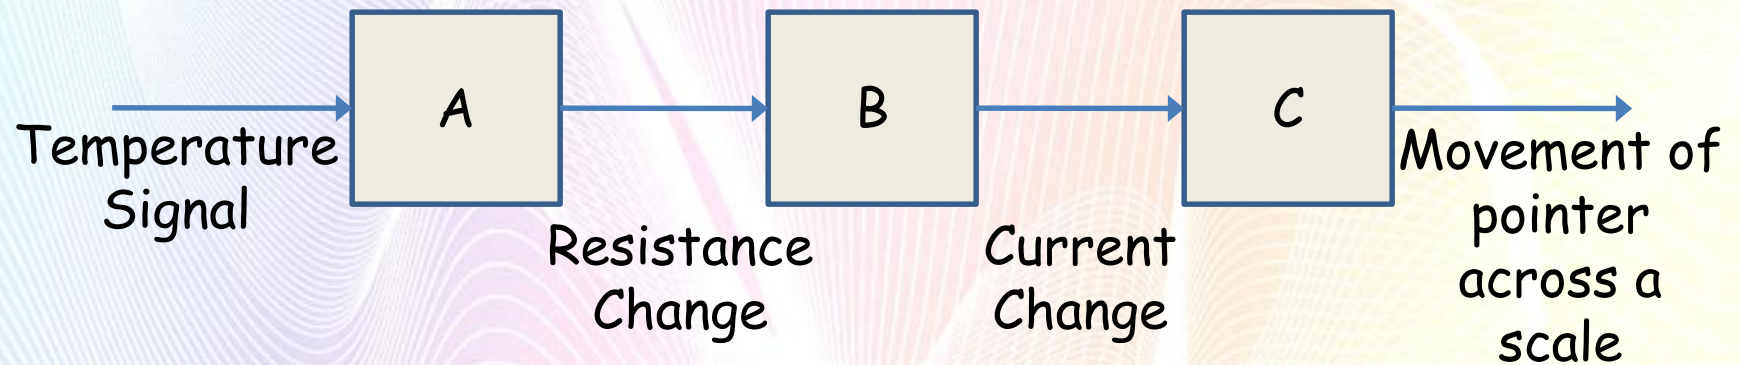 A
B
C
Temperature
Signal
Resistance
Change
Current
Change
Movement of
pointer
across a
scale